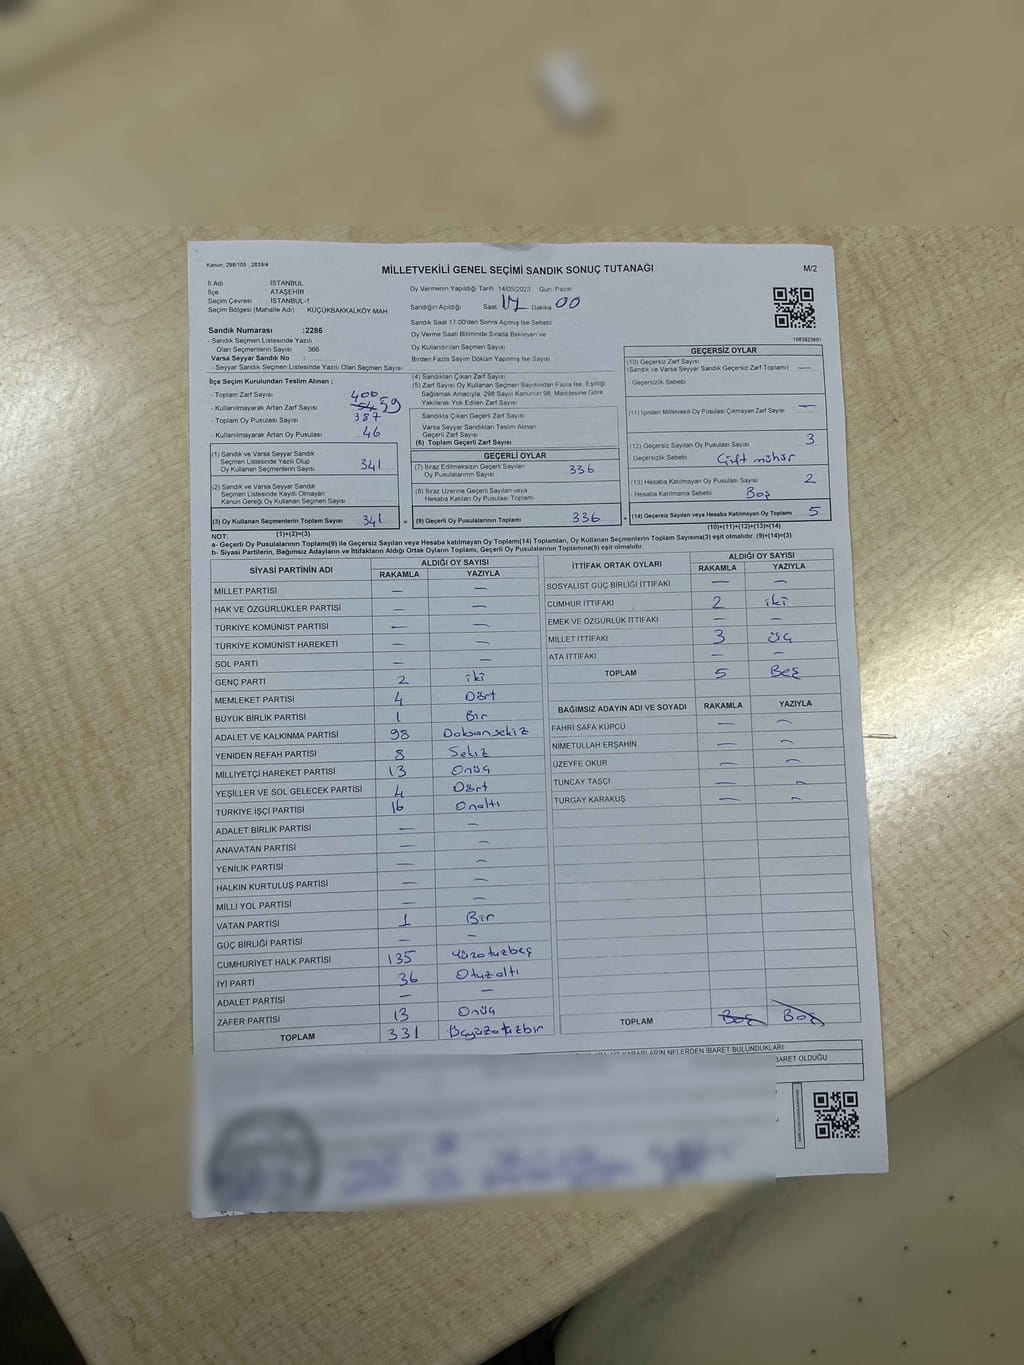 Kanun: 298/105 , 2839/4
MİLLETVEKİLİ GENEL SEÇİMİ SANDIK SONUÇ TUTANAĞI
M/2
İl Adı : İSTANBUL
İlçe : ATAŞEHİR
Seçim Çevresi : İSTANBUL-1
Seçim Bölgesi (Mahalle Adı) KÜÇÜKBAKKALKÖY MAH
Sandık Numarası :2286
- Sandık Seçmen Listesinde Yazılı
Olan Seçmenlerin Sayısı : 366
Varsa Seyyar Sandık No :
- Seyyar Sandık Seçmen Listesinde Yazılı Olan Seçmen Sayısı
Oy Vermenin Yapıldığı Tarih :14/05/2023 Gün: Pazar
Sandığın Açıldığı Saat 17 Dakika 00
Sandık Saat 17:00'den Sonra Açmış İse Sebebi
Oy Verme Saati Bitiminde Sırada Bekleyen ve
Oy Kullandırılan Seçmen Sayısı
Birden Fazla Sayım Döküm Yapılmış İse Sayısı
1083823601
İlçe Seçim Kurulundan Teslim Alınan ;
- Toplam Zarf Sayısı 400
- Kullanılmayarak Artan Zarf Sayısı 54 59
- Toplam Oy Pusulası Sayısı 387
- Kullanılmayarak Artan Oy Pusulası 46
(1) Sandık ve Varsa Seyyar Sandık
Seçmen Listesinde Yazılı Olup
Oy Kullanan Seçmenlerin Sayısı 341
(2) Sandık ve Varsa Seyyar Sandık
Seçmen Listesinde Kayıtlı Olmayan
Kanun Gereği Oy Kullanan Seçmen Sayısı
(3) Oy Kullanan Seçmenlerin Toplam Sayısı 341
(1)+(2)=(3)
(4) Sandıktan Çıkan Zarf Sayısı
(5) Zarf Sayısı Oy Kullanan Seçmen Sayısından Fazla İse, Eşitliği
Sağlamak Amacıyla, 298 Sayılı Kanunun 98. Maddesine Göre
Yakılarak Yok Edilen Zarf Sayısı
Sandıkta Çıkan Geçerli Zarf Sayısı
Varsa Seyyar Sandıktan Teslim Alınan
Geçerli Zarf Sayısı
(6) Toplam Geçerli Zarf Sayısı
GEÇERLİ OYLAR
(7) İtiraz Edilmeksizin Geçerli Sayılan
Oy Pusulalarının Sayısı 336
(8) İtiraz Üzerine Geçerli Sayılan veya
Hesaba Katılan Oy Pusulası Toplamı
= (9) Geçerli Oy Pusulalarının Toplamı 336
GEÇERSİZ OYLAR
(10) Geçersiz Zarf Sayısı
(Sandık ve Varsa Seyyar Sandık Geçersiz Zarf Toplamı) —
- Geçersizlik Sebebi
(11) İçinden Milletvekili Oy Pusulası Çıkmayan Zarf Sayısı —
(12) Geçersiz Sayılan Oy Pusulası Sayısı 3
Geçersizlik Sebebi Çift mühür
(13) Hesaba Katılmayan Oy Pusulası Sayısı 2
- Hesaba Katılmama Sebebi Boş
+ (14) Geçersiz Sayılan veya Hesaba Katılmayan Oy Toplamı 5
(10)+(11)+(12)+(13)=(14)
NOT:
a- Geçerli Oy Pusulalarının Toplamı(9) ile Geçersiz Sayılan veya Hesaba katılmayan Oy Toplamı(14) Toplamları, Oy Kullanan Seçmenlerin Toplam Sayısına(3) eşit olmalıdır. (9)+(14)=(3)
b- Siyasi Partilerin, Bağımsız Adayların ve İttifakların Aldığı Ortak Oyların Toplamı, Geçerli Oy Pusulalarının Toplamına(9) eşit olmalıdır.
SİYASİ PARTİNİN ADI ALDIĞI OY SAYISI
RAKAMLA YAZIYLA
MİLLET PARTİSİ — —
HAK VE ÖZGÜRLÜKLER PARTİSİ — —
TÜRKİYE KOMÜNİST PARTİSİ — —
TÜRKİYE KOMÜNİST HAREKETİ — —
SOL PARTİ — —
GENÇ PARTİ 2 iki
MEMLEKET PARTİSİ 4 Dört
BÜYÜK BİRLİK PARTİSİ 1 Bir
ADALET VE KALKINMA PARTİSİ 98 Doksansekiz
YENİDEN REFAH PARTİSİ 8 Sekiz
MİLLİYETÇİ HAREKET PARTİSİ 13 Onüç
YEŞİLLER VE SOL GELECEK PARTİSİ 4 Dört
TÜRKİYE İŞÇİ PARTİSİ 16 Onaltı
ADALET BİRLİK PARTİSİ — —
ANAVATAN PARTİSİ — —
YENİLİK PARTİSİ — —
HALKIN KURTULUŞ PARTİSİ — —
MİLLİ YOL PARTİSİ — —
VATAN PARTİSİ 1 Bir
GÜÇ BİRLİĞİ PARTİSİ — —
CUMHURİYET HALK PARTİSİ 135 Yüzotuzbeş
İYİ PARTİ 36 Otuzaltı
ADALET PARTİSİ — —
ZAFER PARTİSİ 13 Onüç
TOPLAM 331 Üçyüzotuzbir
İTTİFAK ORTAK OYLARI ALDIĞI OY SAYISI
RAKAMLA YAZIYLA
SOSYALİST GÜÇ BİRLİĞİ İTTİFAKI — —
CUMHUR İTTİFAKI 2 iki
EMEK VE ÖZGÜRLÜK İTTİFAKI — —
MİLLET İTTİFAKI 3 üç
ATA İTTİFAKI — —
TOPLAM 5 Beş
BAĞIMSIZ ADAYIN ADI VE SOYADI RAKAMLA YAZIYLA
FAHRİ SAFA KÜPCÜ — —
NİMETULLAH ERŞAHİN — —
ÜZEYFE OKUR — —
TUNCAY TAŞÇI — —
TURGAY KARAKUŞ — —
TOPLAM Boş Boş
KARARLARIN NELERDEN İBARET BULUNDUKLARI
BARET OLDUĞU